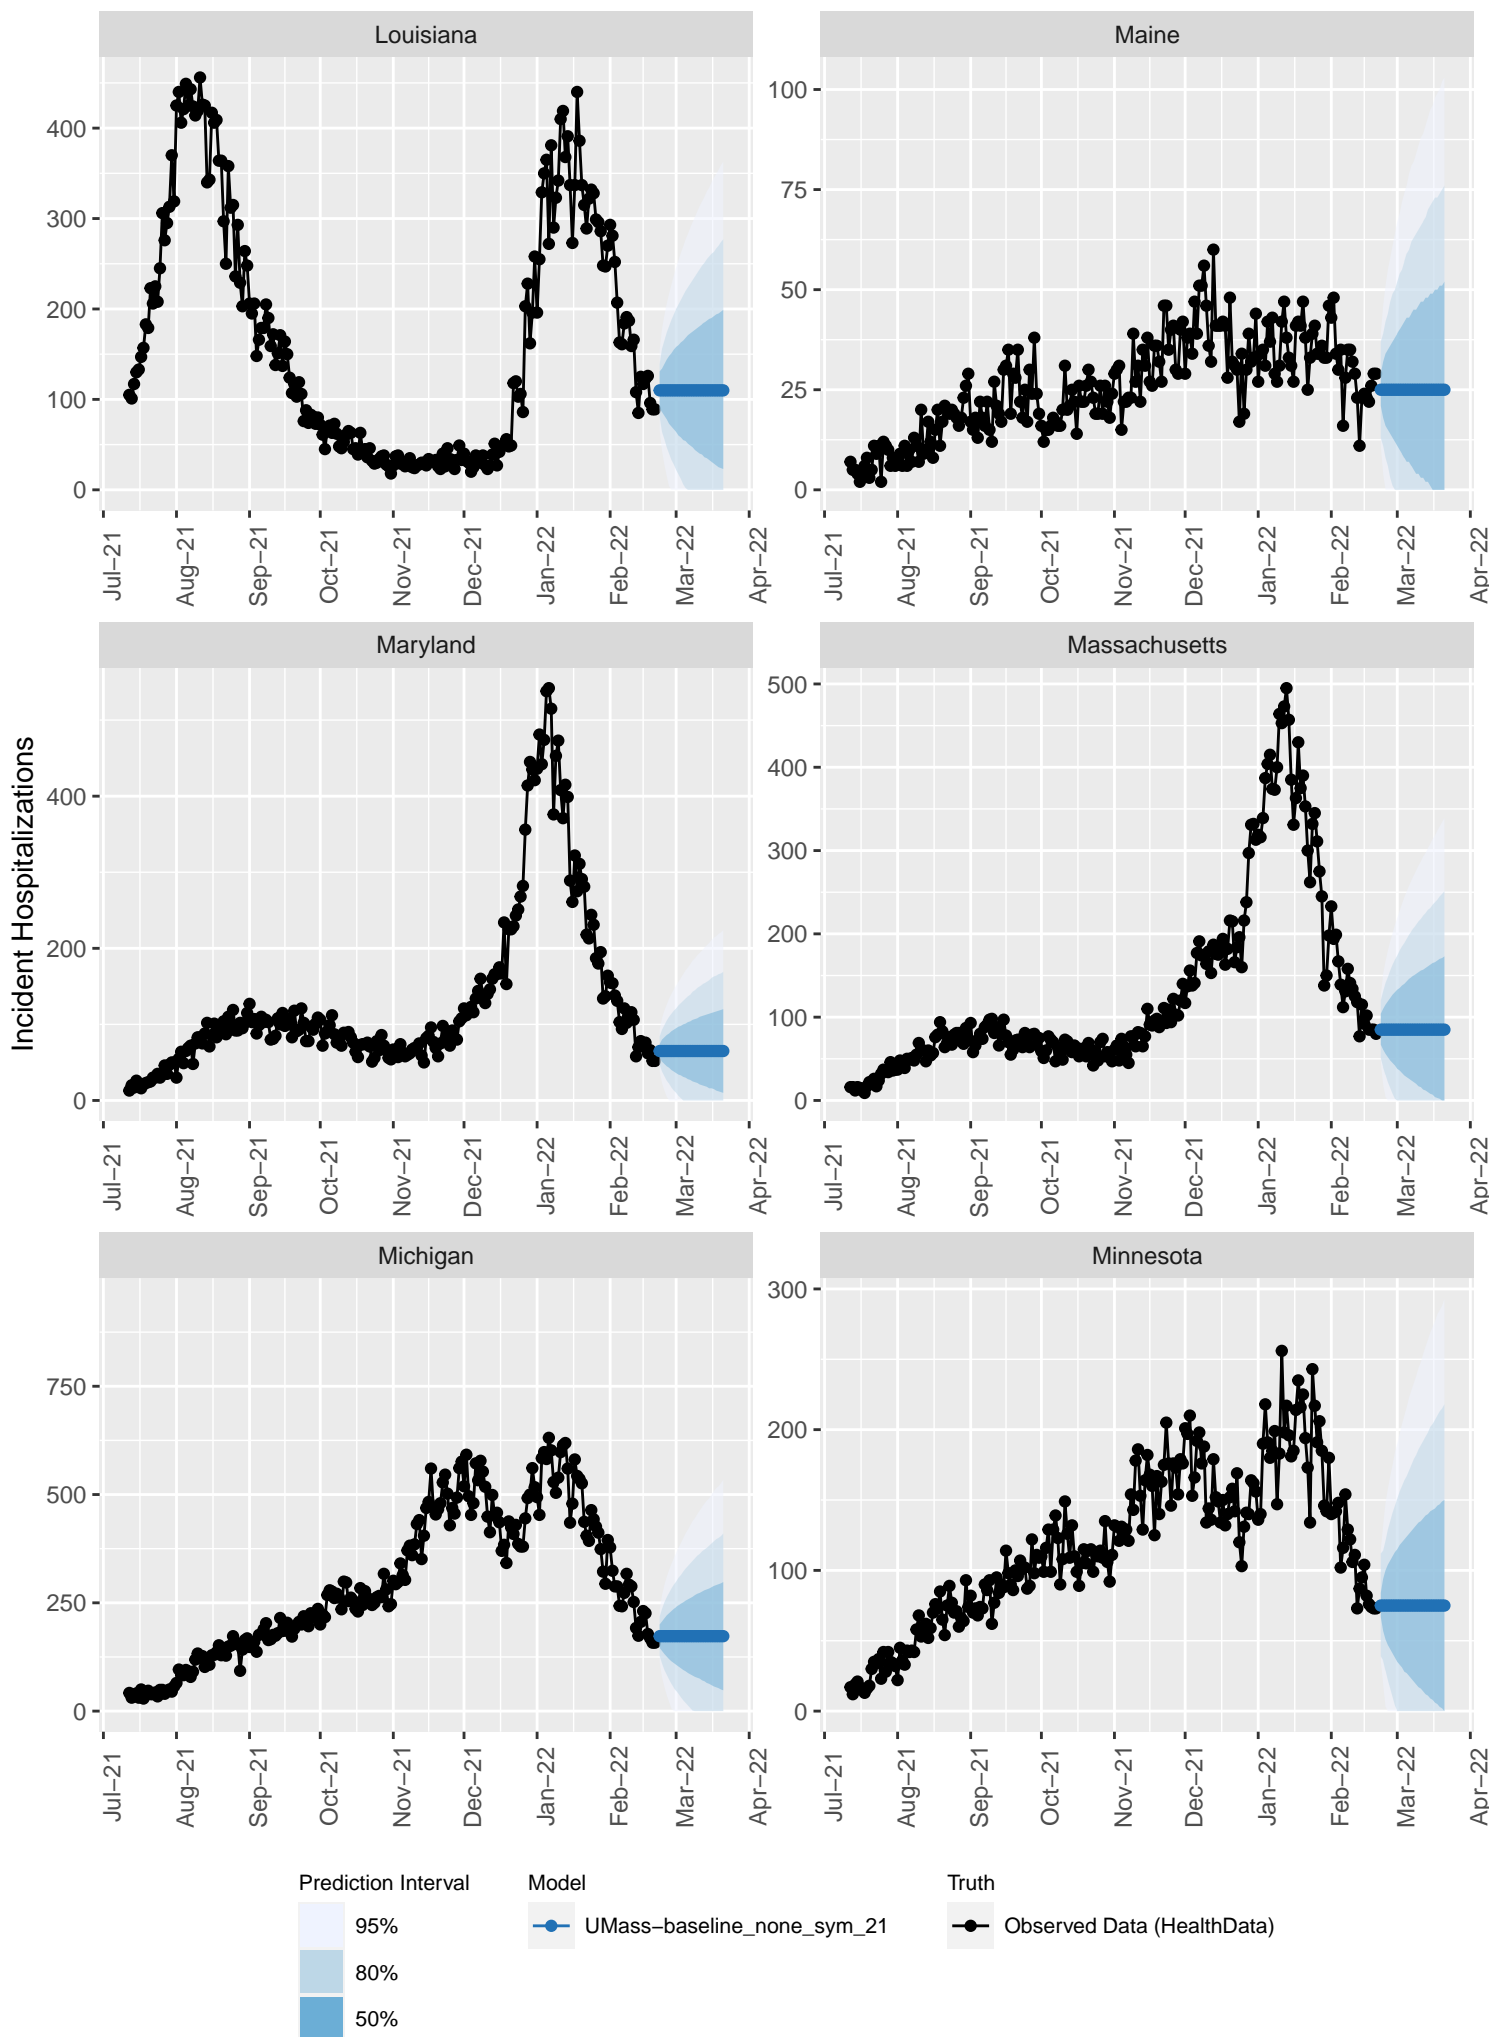 Louisiana
Maine
400
300
200
100
0
Jul−21
Aug−21
Sep−21
Oct−21
Nov−21
Dec−21
Jan−22
Feb−22
Mar−22
Apr−22
100
75
50
25
0
Jul−21
Aug−21
Sep−21
Oct−21
Nov−21
Dec−21
Jan−22
Feb−22
Mar−22
Apr−22
Incident Hospitalizations
Maryland
Massachusetts
400
200
0
Jul−21
Aug−21
Sep−21
Oct−21
Nov−21
Dec−21
Jan−22
Feb−22
Mar−22
Apr−22
500
400
300
200
100
0
Jul−21
Aug−21
Sep−21
Oct−21
Nov−21
Dec−21
Jan−22
Feb−22
Mar−22
Apr−22
Michigan
Minnesota
750
500
250
0
Jul−21
Aug−21
Sep−21
Oct−21
Nov−21
Dec−21
Jan−22
Feb−22
Mar−22
Apr−22
300
200
100
0
Jul−21
Aug−21
Sep−21
Oct−21
Nov−21
Dec−21
Jan−22
Feb−22
Mar−22
Apr−22
Prediction Interval
95%
80%
50%
Model
UMass−baseline_none_sym_21
Truth
Observed Data (HealthData)